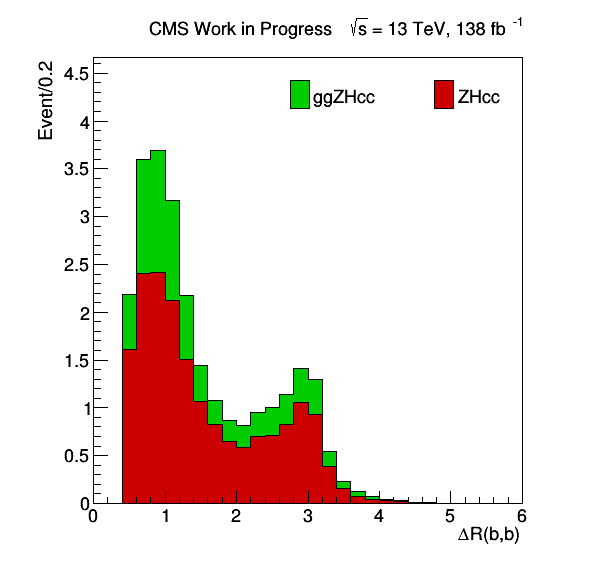 CMS Work in Progress √s = 13 TeV, 138 fb⁻¹
Event/0.2
ggZHcc ZHcc
4.5
4
3.5
3
2.5
2
1.5
1
0.5
0
0 1 2 3 4 5 6
ΔR(b,b)